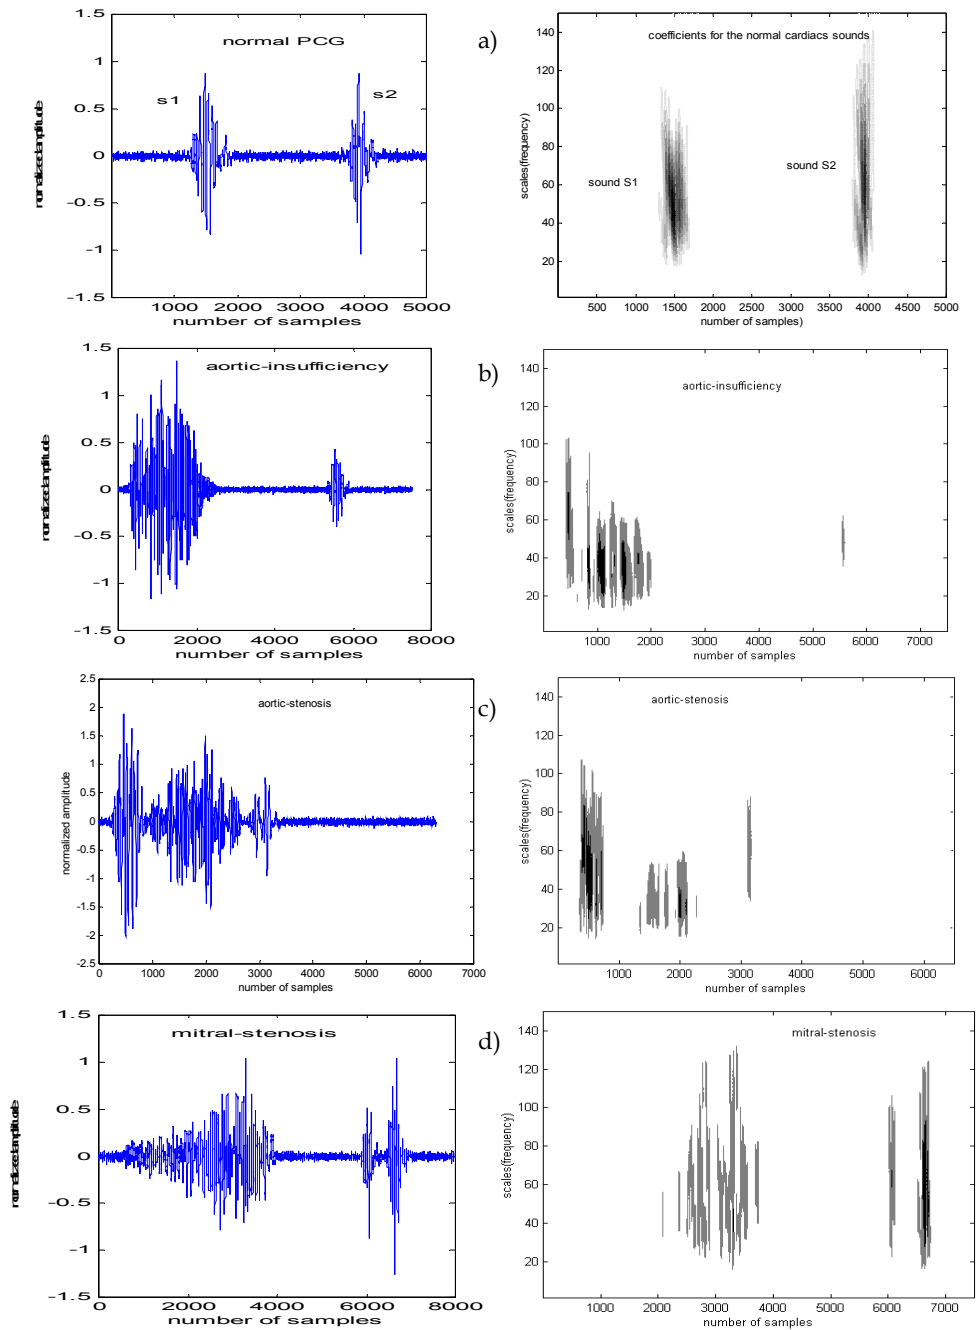 normal PCG
a)
coefficients for the normal cardiacs sounds
1.5
1
0.5
0
-0.5
-1
-1.5
s1
s2
1000 2000 3000 4000 5000
number of samples
scales(frequency)
140
120
100
80
60
40
20
sound S1
sound S2
500 1000 1500 2000 2500 3000 3500 4000 4500 5000
number of samples)
aortic-insufficiency
b)
aortic-insufficiency
1.5
1
0.5
0
-0.5
-1
-1.5
0 2000 4000 6000 8000
number of samples
scales(frequency)
140
120
100
80
60
40
20
1000 2000 3000 4000 5000 6000 7000
number of samples
aortic-stenosis
c)
aortic-stenosis
normalized amplitude
2.5
2
1.5
1
0.5
0
-0.5
-1
-1.5
-2
-2.5
0 1000 2000 3000 4000 5000 6000 7000
number of samples
scales(frequency)
140
120
100
80
60
40
20
1000 2000 3000 4000 5000 6000
number of samples
mitral-stenosis
d)
mitral-stenosis
1.5
1
0.5
0
-0.5
-1
-1.5
0 2000 4000 6000 8000
number of samples
scales(frequency)
140
120
100
80
60
40
20
1000 2000 3000 4000 5000 6000 7000
number of samples